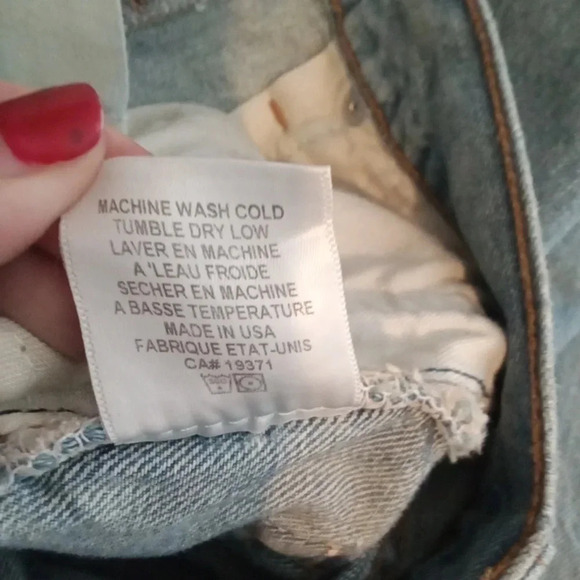 MACHINE WASH COLD
TUMBLE DRY LOW
LAVER EN MACHINE
A 'LEAU FROIDE
SECHER EN MACHINE
A BASSE TEMPERATURE
MADE IN USA
FABRIQUE ETAT-UNIS
CA# 19371